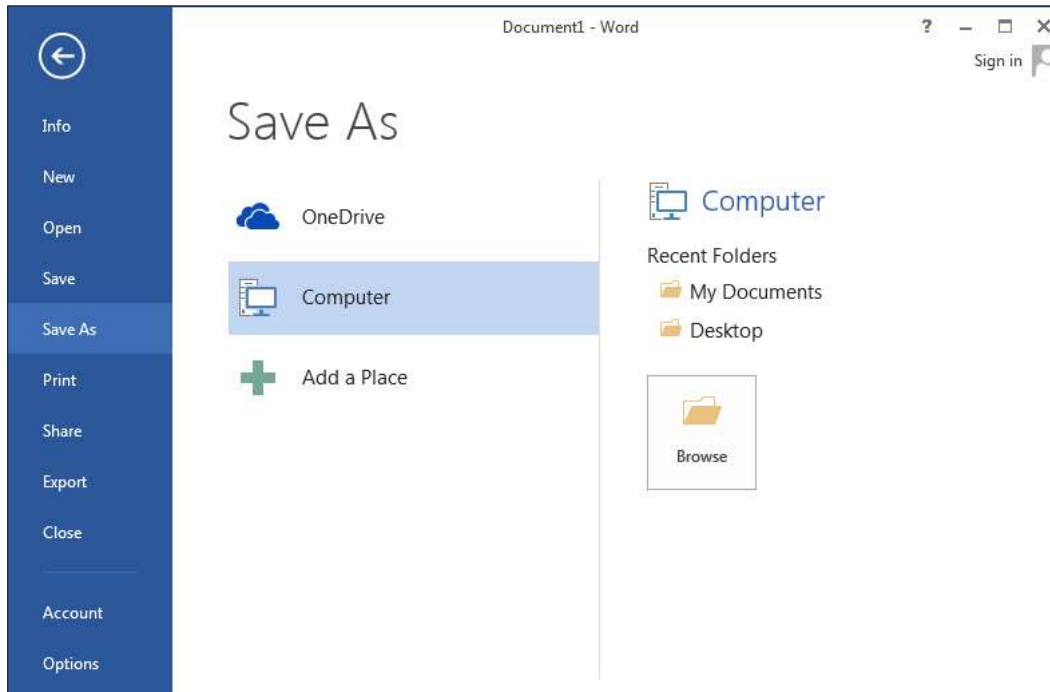 Document1 - Word
?
Sign in
Info
New
Open
Save
Save As
Print
Share
Export
Close
Account
Options
Save As
OneDrive
Computer
Add a Place
Computer
Recent Folders
My Documents
Desktop
Browse